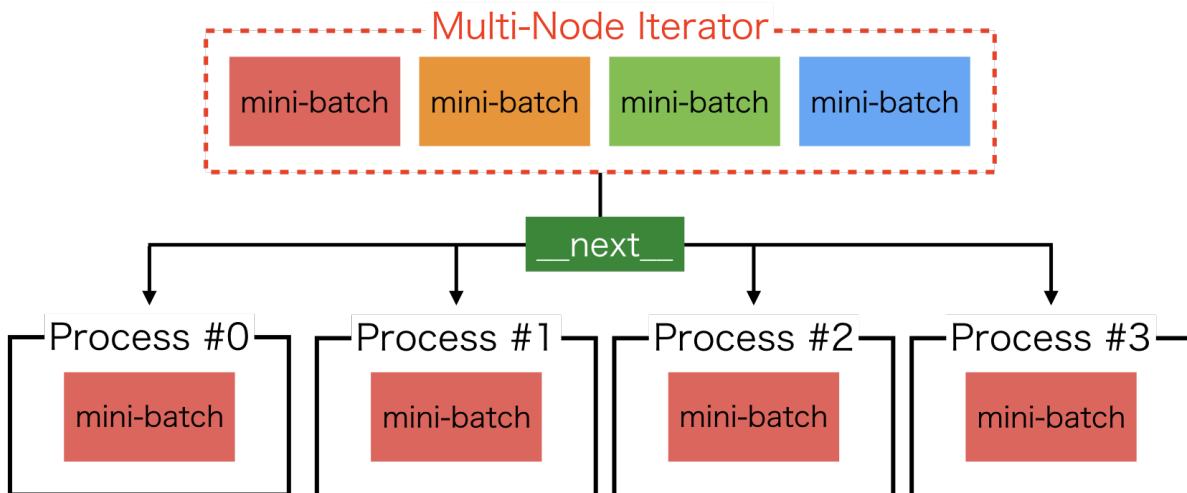 Multi-Node Iterator
mini-batch mini-batch mini-batch mini-batch
__next__
Process #0 Process #1 Process #2 Process #3
mini-batch mini-batch mini-batch mini-batch